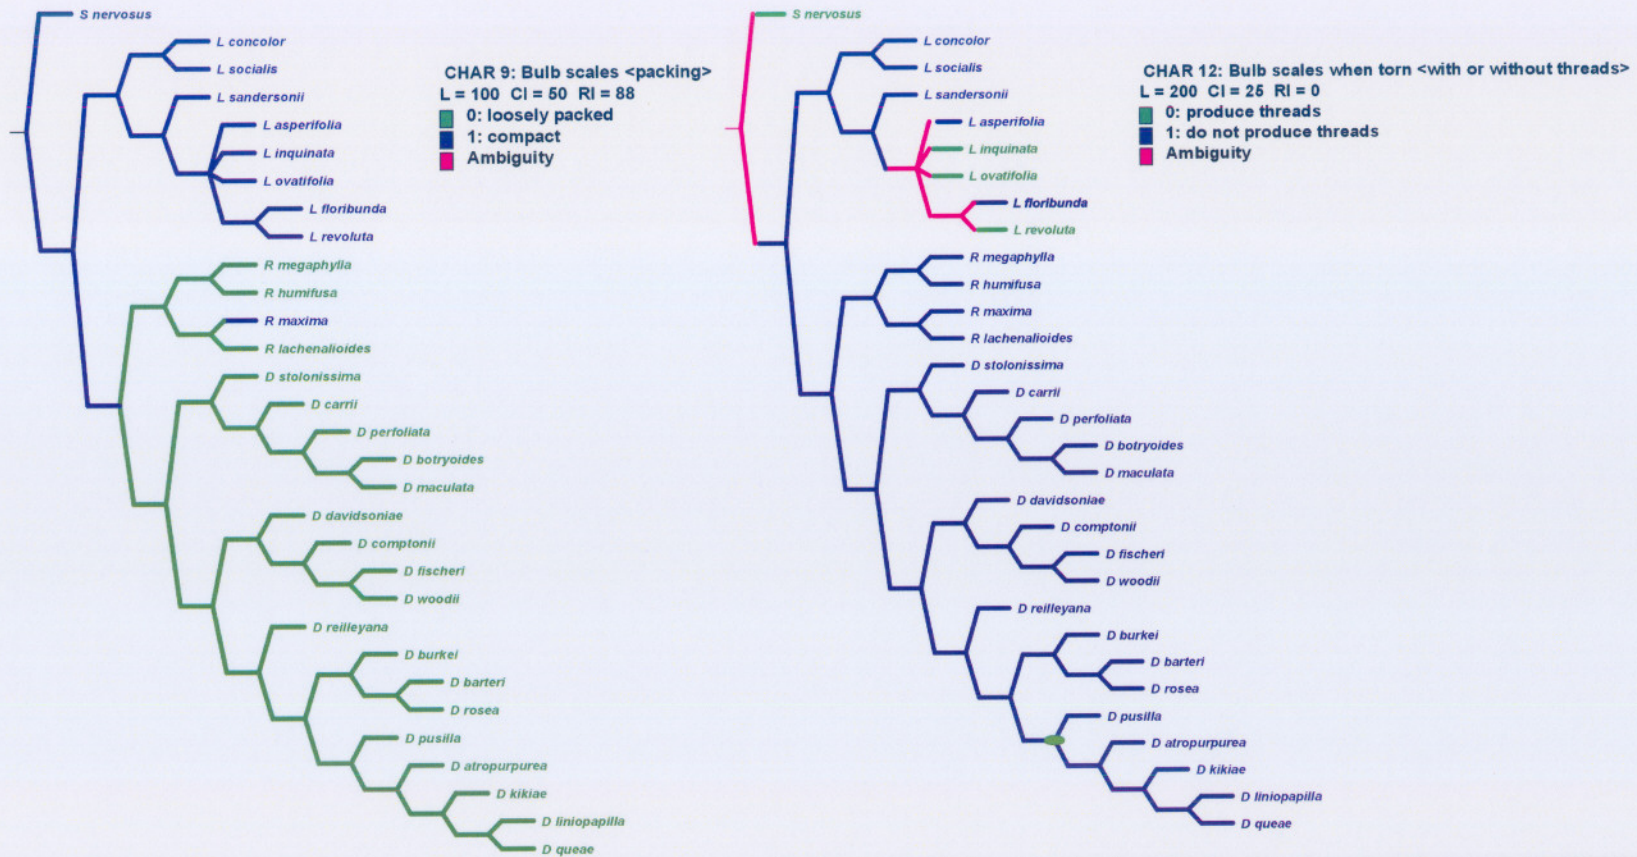 S nervosus
L concolor
L socialis
L sandersonii
L asperifolia
L inquinata
L ovatifolia
L floribunda
L revoluta
R megaphylla
R humifusa
R maxima
R lachenalioides
D stolonissima
D carrii
D perfoliata
D botryoides
D maculata
D davidsoniae
D comptonii
D fischeri
D woodii
D reilleyana
D burkei
D barteri
D rosea
D pusilla
D atropurpurea
D kikiae
D liniopapilla
D queae
CHAR 9: Bulb scales <packing>
L = 100 CI = 50 RI = 88
0: loosely packed
1: compact
Ambiguity
S nervosus
L concolor
L socialis
L sandersonii
L asperifolia
L inquinata
L ovatifolia
L floribunda
L revoluta
R megaphylla
R humifusa
R maxima
R lachenalioides
D stolonissima
D carrii
D perfoliata
D botryoides
D maculata
D davidsoniae
D comptonii
D fischeri
D woodii
D reilleyana
D burkei
D barteri
D rosea
D pusilla
D atropurpurea
D kikiae
D liniopapilla
D queae
CHAR 12: Bulb scales when torn <with or without threads>
L = 200 CI = 25 RI = 0
0: produce threads
1: do not produce threads
Ambiguity